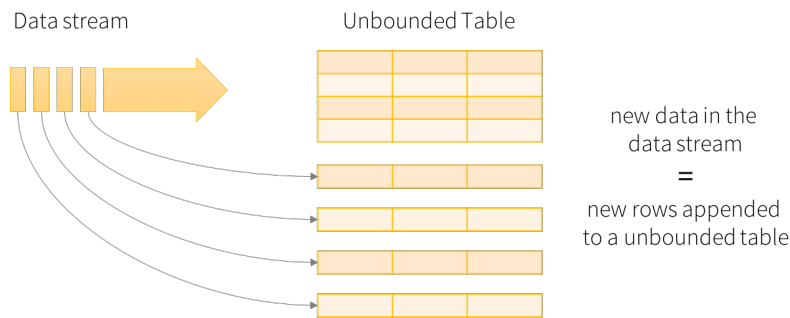 Data stream
Unbounded Table
new data in the
data stream
=
new rows appended
to a unbounded table